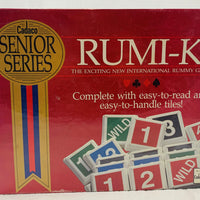 Cadaco
SENIOR
SERIES
RUMI-K
THE EXCITING NEW INTERNATIONAL RUMMY G
Complete with easy-to-read an
easy-to-handle tiles!
WILD
1
3
WILD
1
2